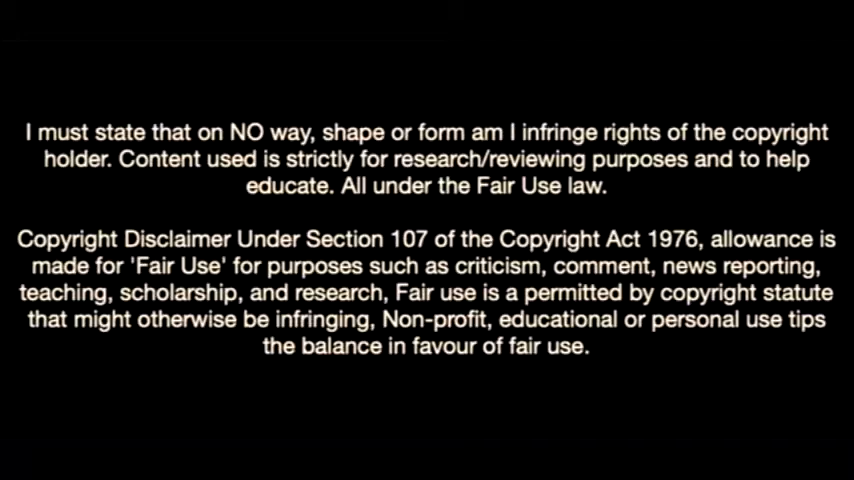 I must state that on NO way, shape or form am I infringe rights of the copyright
holder. Content used is strictly for research/reviewing purposes and to help
educate. All under the Fair Use law.
Copyright Disclaimer Under Section 107 of the Copyright Act 1976, allowance is
made for 'Fair Use' for purposes such as criticism, comment, news reporting,
teaching, scholarship, and research, Fair use is a permitted by copyright statute
that might otherwise be infringing, Non-profit, educational or personal use tips
the balance in favour of fair use.